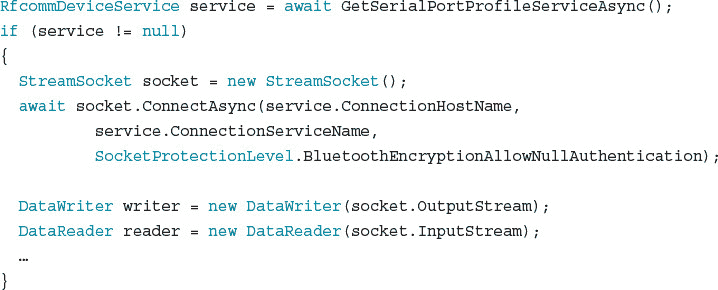 RfcommDeviceService service = await GetSerialPortProfileServiceAsync();
if (service != null)
{
  StreamSocket socket = new StreamSocket();
  await socket.ConnectAsync(service.ConnectionHostName,
          service.ConnectionServiceName,
          SocketProtectionLevel.BluetoothEncryptionAllowNullAuthentication);

  DataWriter writer = new DataWriter(socket.OutputStream);
  DataReader reader = new DataReader(socket.InputStream);
  …
}